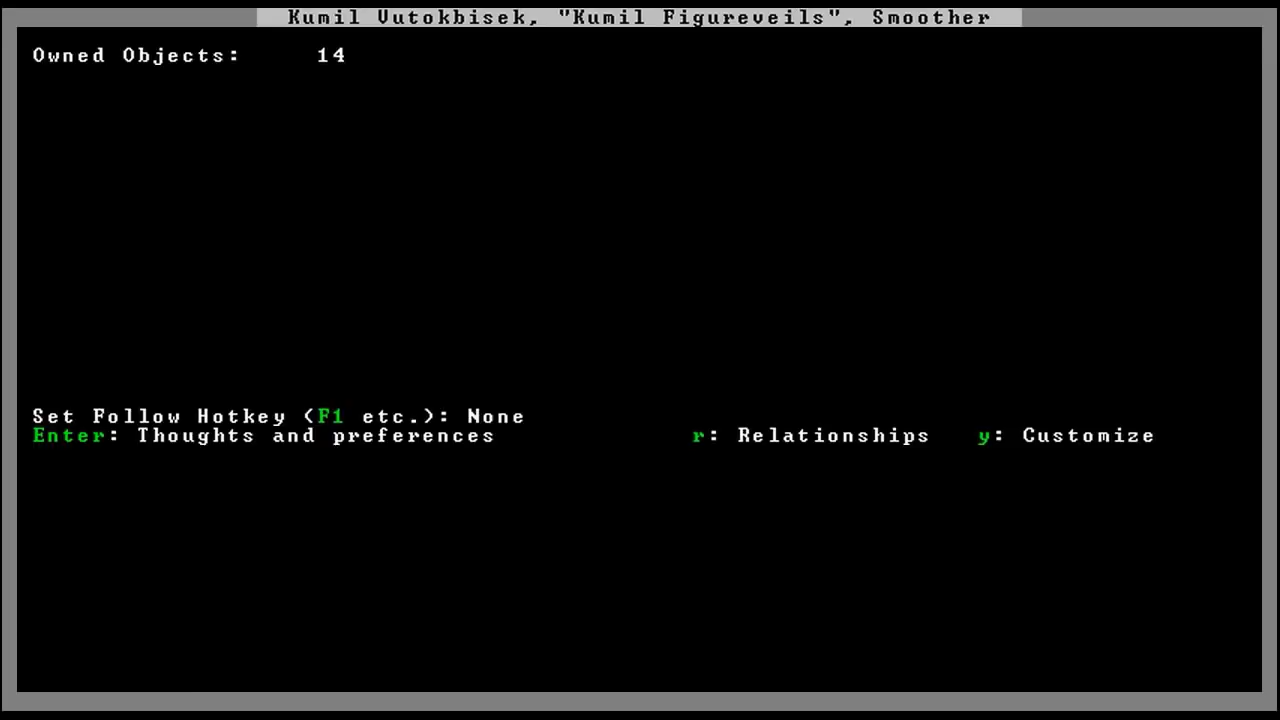 Kumil Vutokbisek, "Kumil Figureveils", Smoother
Owned Objects: 14
Set Follow Hotkey (F1 etc.): None
Enter: Thoughts and preferences r: Relationships y: Customize